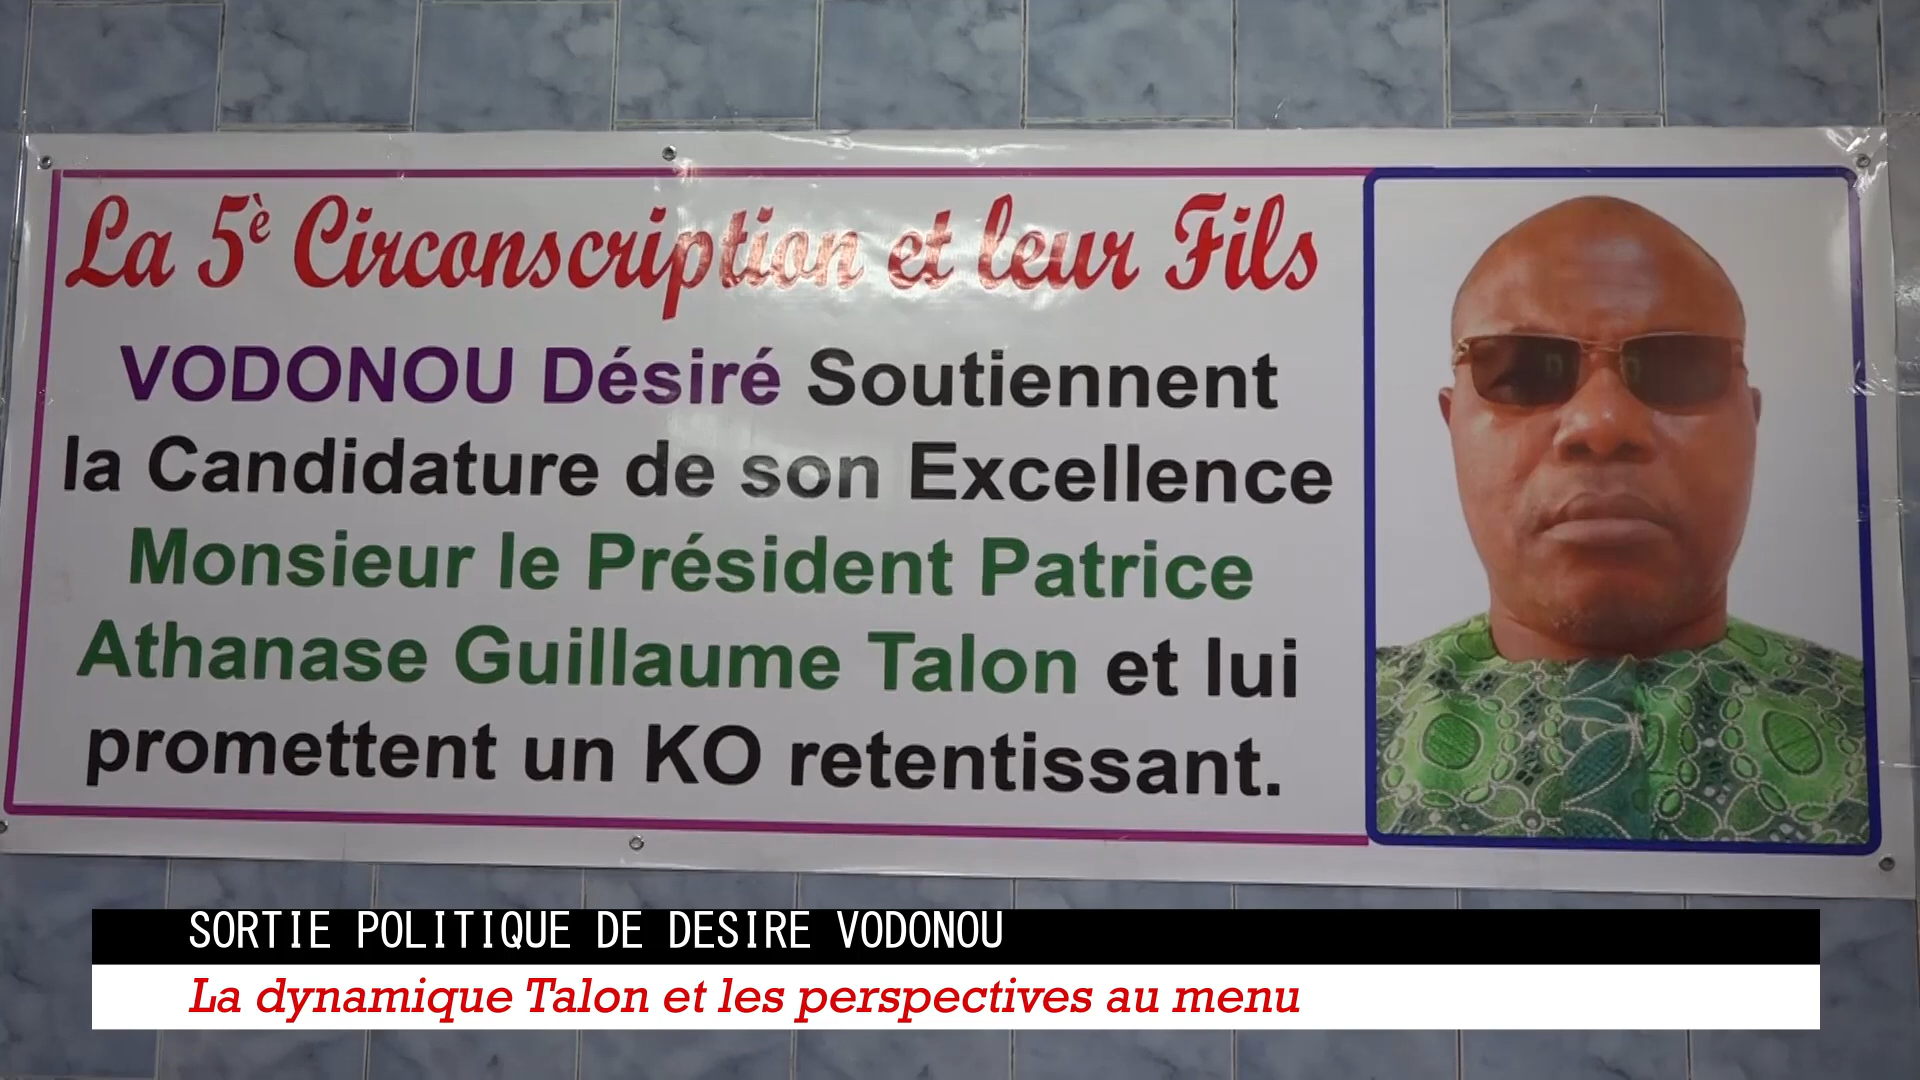 La 5è Circonscription et leur Fils
VODONOU Désiré Soutiennent
la Candidature de son Excellence
Monsieur le Président Patrice
Athanase Guillaume Talon et lui
promettent un KO retentissant.
SORTIE POLITIQUE DE DESIRE VODONOU
La dynamique Talon et les perspectives au menu